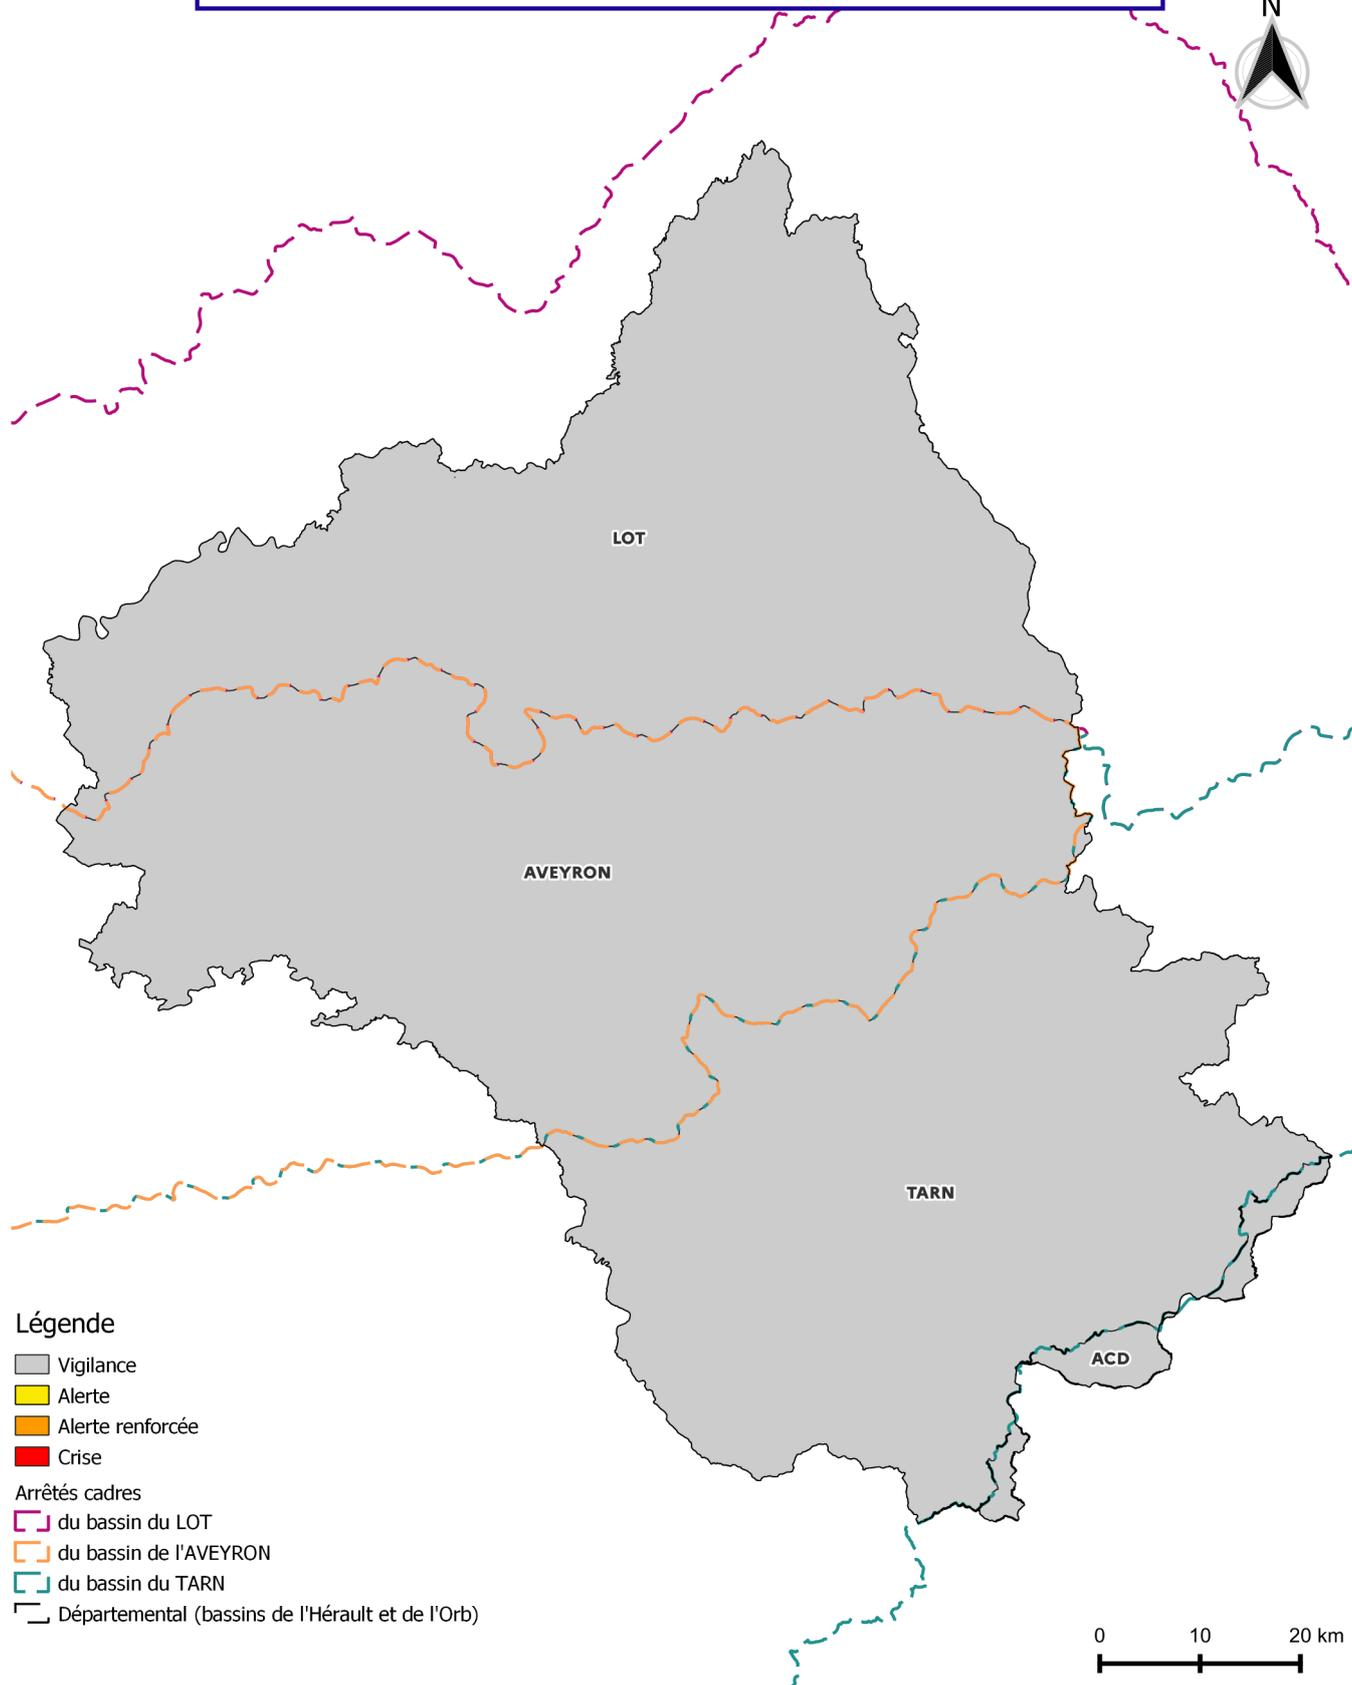 N
LOT
AVEYRON
TARN
ACD
Légende
Vigilance
Alerte
Alerte renforcée
Crise
Arrêtés cadres
du bassin du LOT
du bassin de l'AVEYRON
du bassin du TARN
Départemental (bassins de l'Hérault et de l'Orb)
0 10 20 km